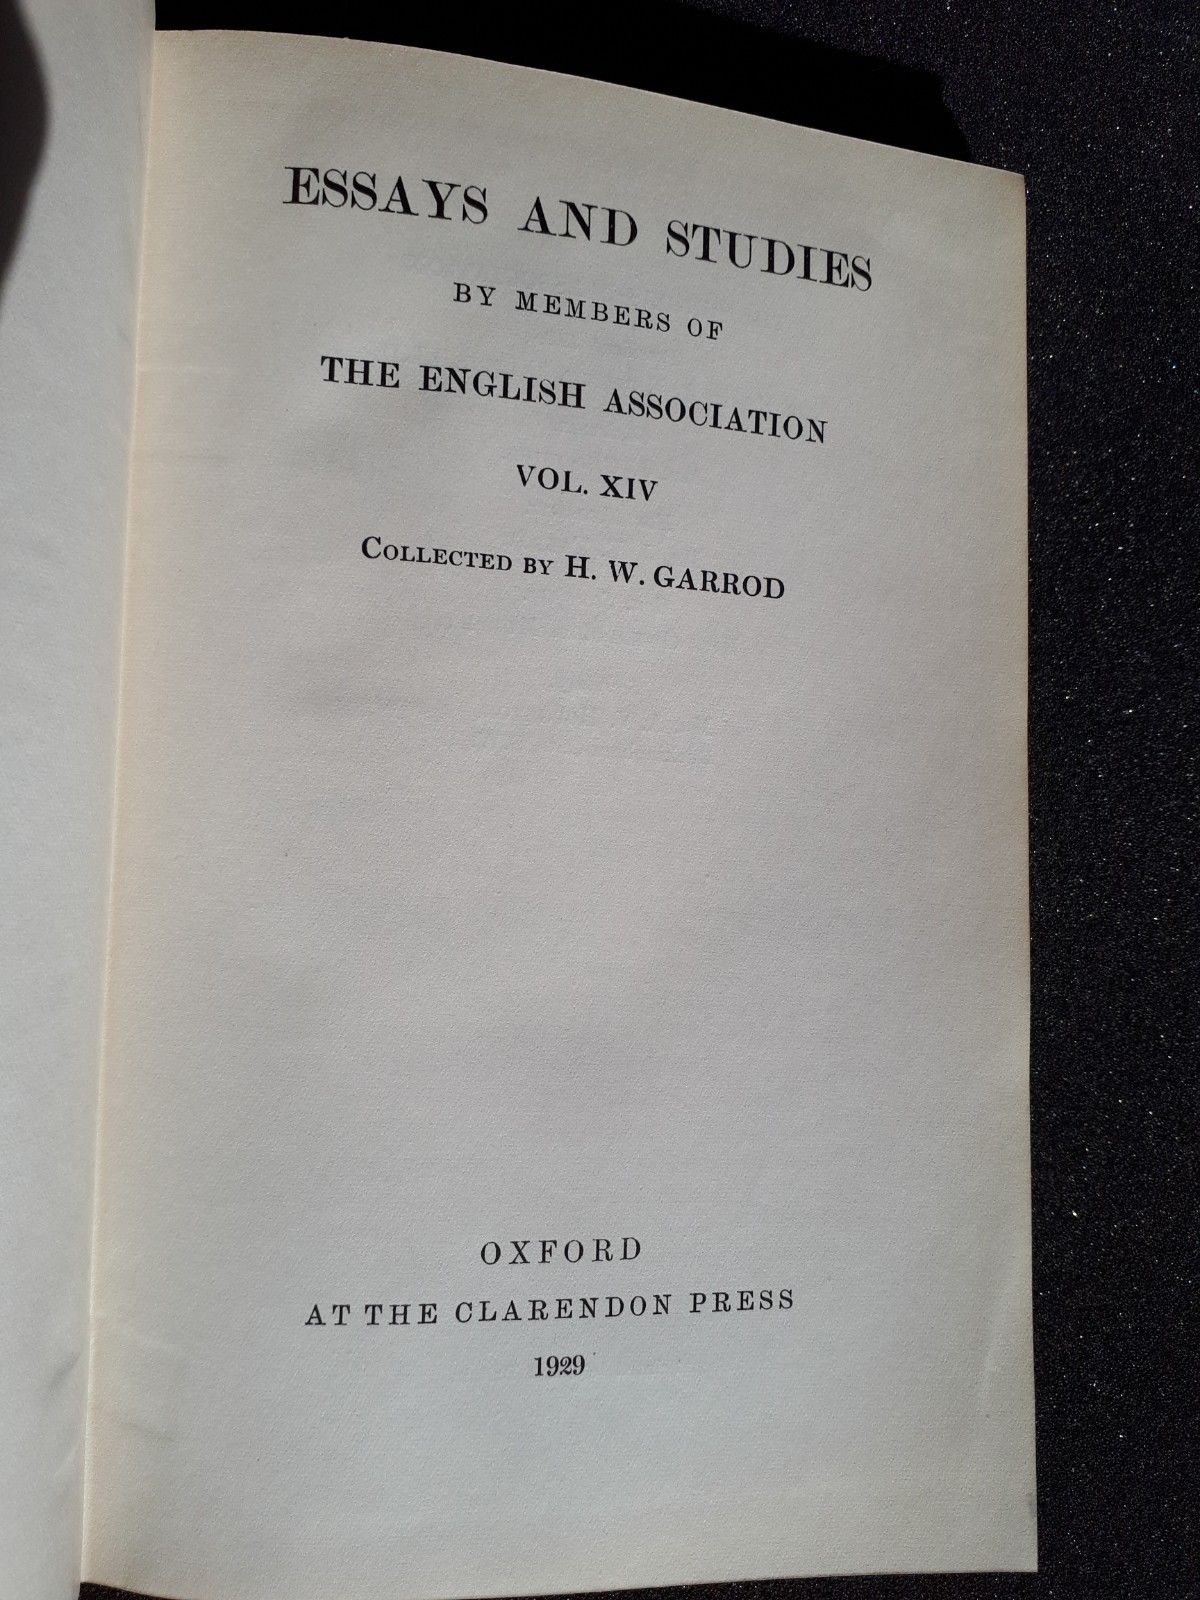 ESSAYS AND STUDIES
BY MEMBERS OF
THE ENGLISH ASSOCIATION
VOL. XIV
COLLECTED BY H. W. GARROD
OXFORD
AT THE CLARENDON PRESS
1929